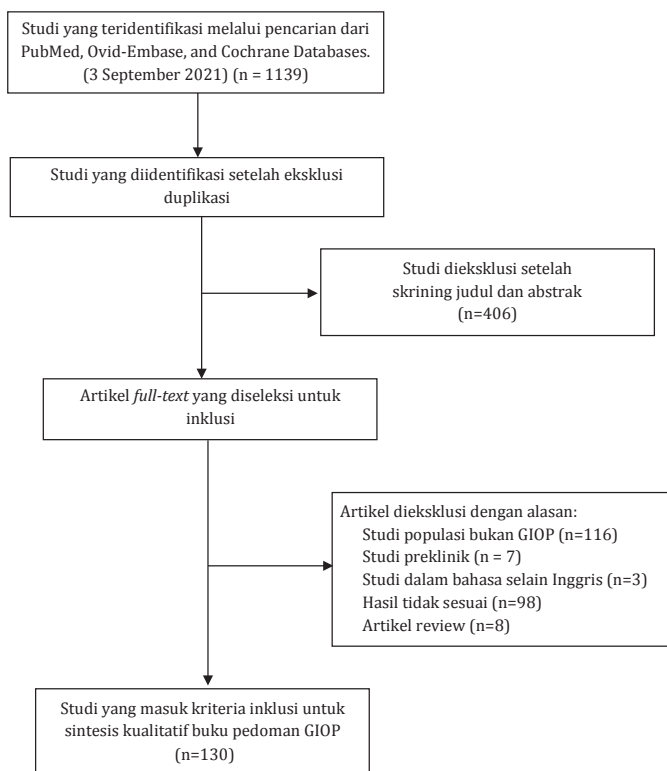 Studi yang teridentifikasi melalui pencarian dari
PubMed, Ovid-Embase, and Cochrane Databases.
(3 September 2021) (n = 1139)
Studi yang diidentifikasi setelah eksklusi
duplikasi
Studi dieksklusi setelah
skrining judul dan abstrak
(n=406)
Artikel full-text yang diseleksi untuk
inklusi
Artikel dieksklusi dengan alasan:
Studi populasi bukan GIOP (n=116)
Studi preklinik (n = 7)
Studi dalam bahasa selain Inggris (n=3)
Hasil tidak sesuai (n=98)
Artikel review (n=8)
Studi yang masuk kriteria inklusi untuk
sintesis kualitatif buku pedoman GIOP
(n=130)